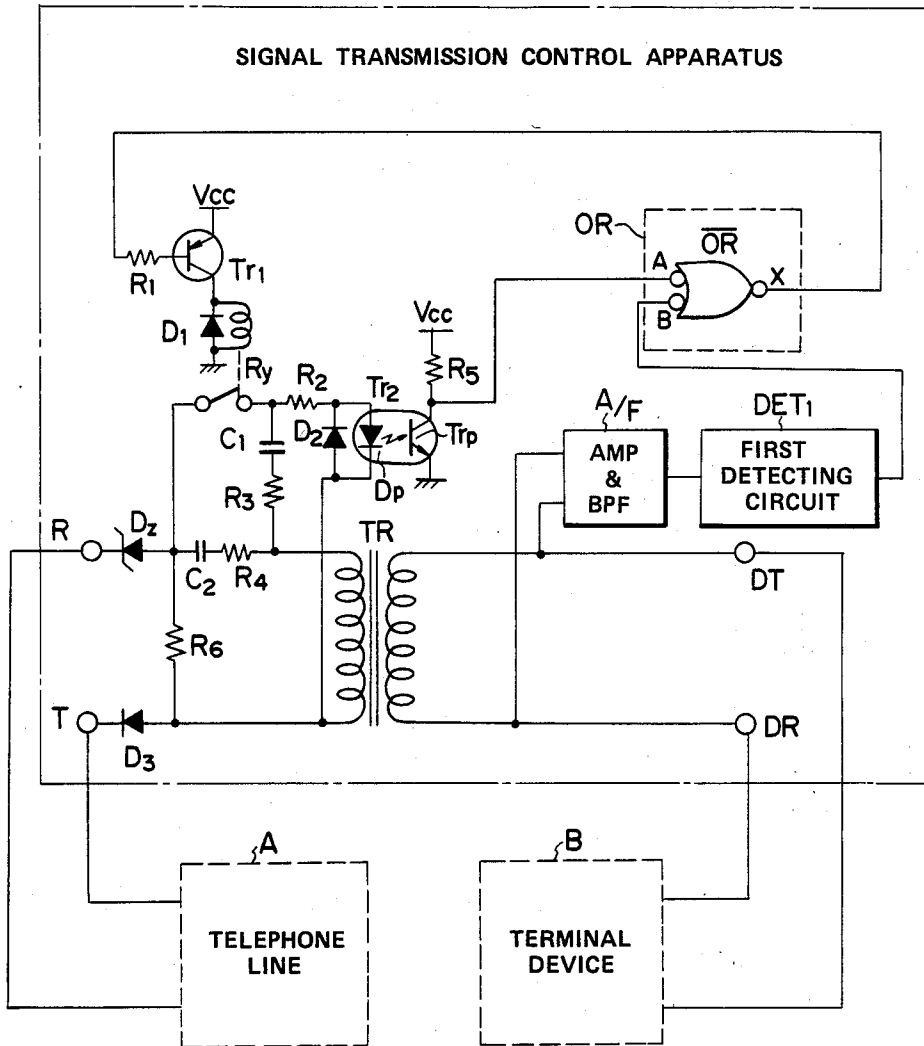 SIGNAL TRANSMISSION CONTROL APPARATUS
Vcc
R1
Tr1
D1
Ry
OR
OR
A
B
X
Vcc
R5
R2
Tr2
D2
Trp
Dp
C1
R3
A/F
AMP
&
BPF
DET1
FIRST
DETECTING
CIRCUIT
R
Dz
C2
R4
TR
DT
R6
T
D3
DR
A
TELEPHONE
LINE
B
TERMINAL
DEVICE